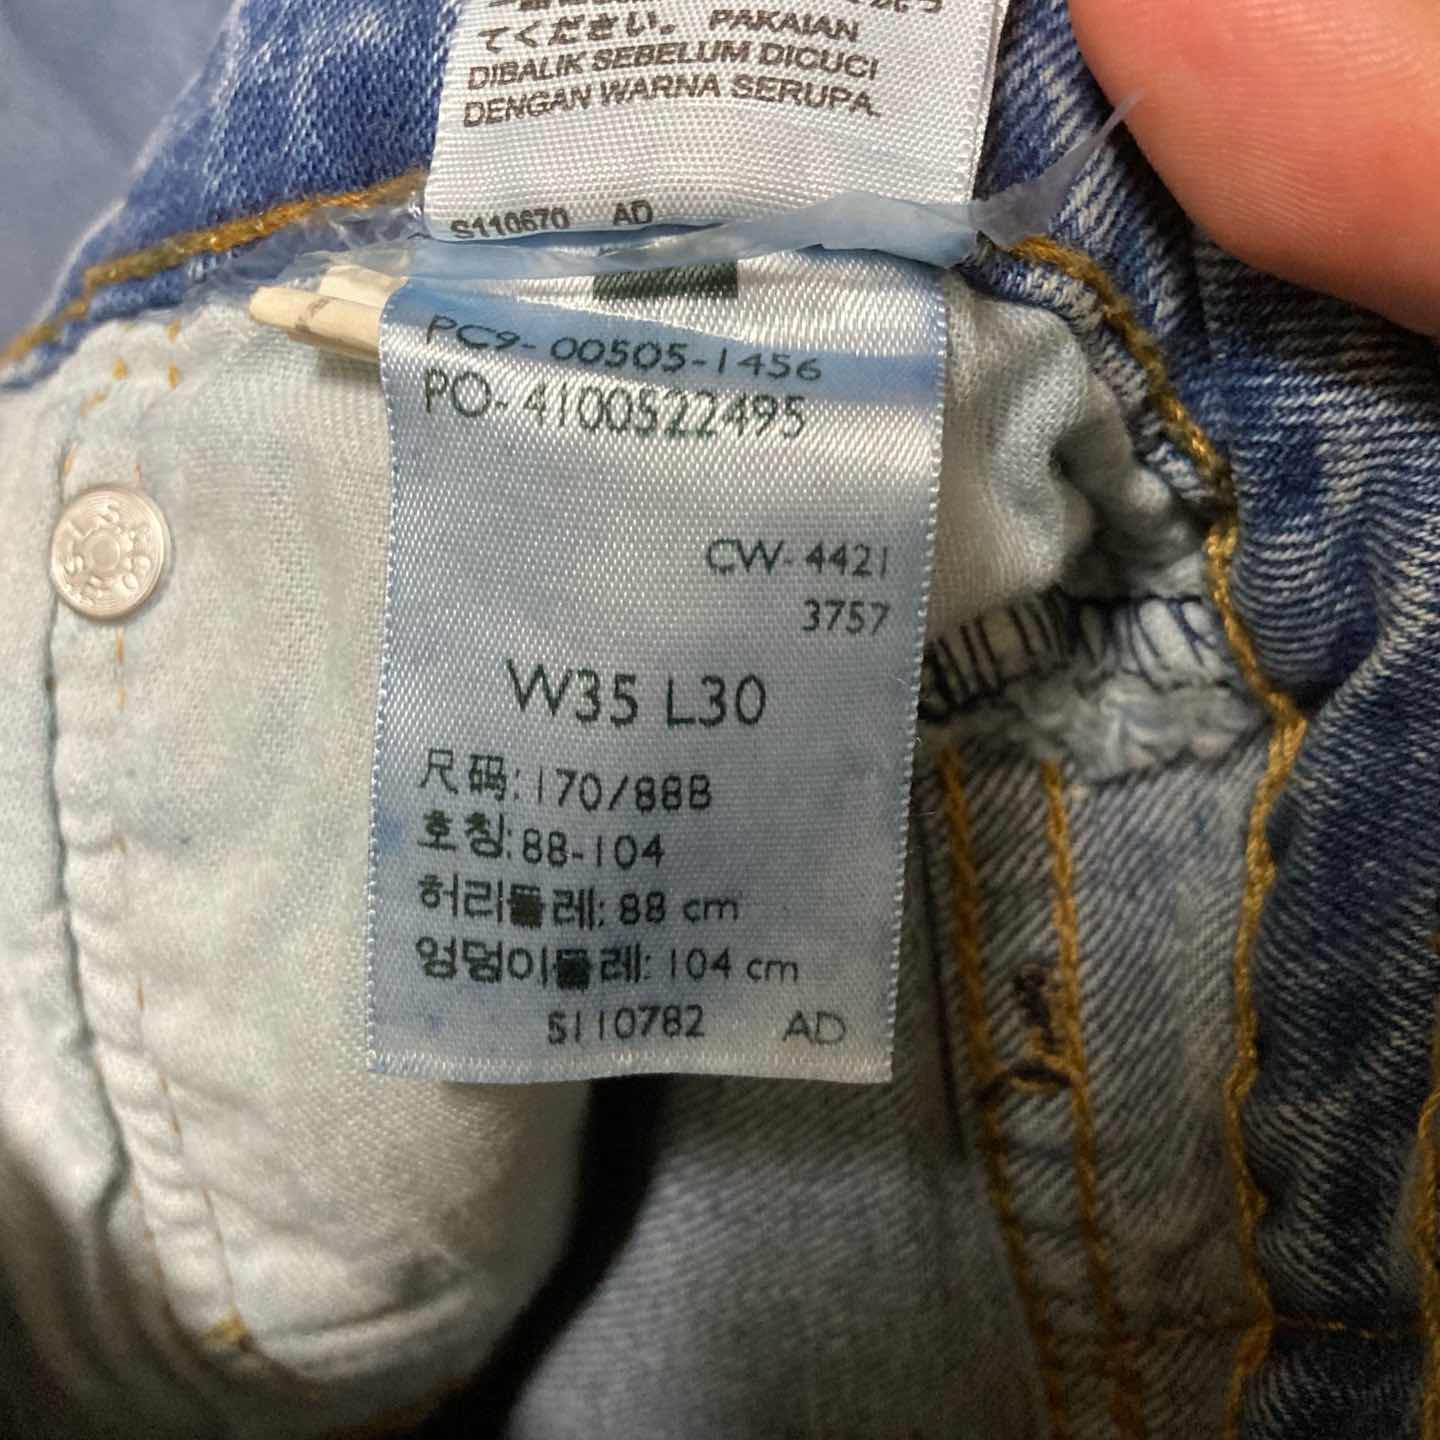 てください。 PAKAIAN
DIBALIK SEBELUM DICUCI
DENGAN WARNA SERUPA.
S110670 AD
PC9-00505-1456
PO-4100522495
CW-4421
3757
W35 L30
尺码:170/88B
호칭:88-104
허리둘레:88 cm
엉덩이둘레:104 cm
S110782 AD